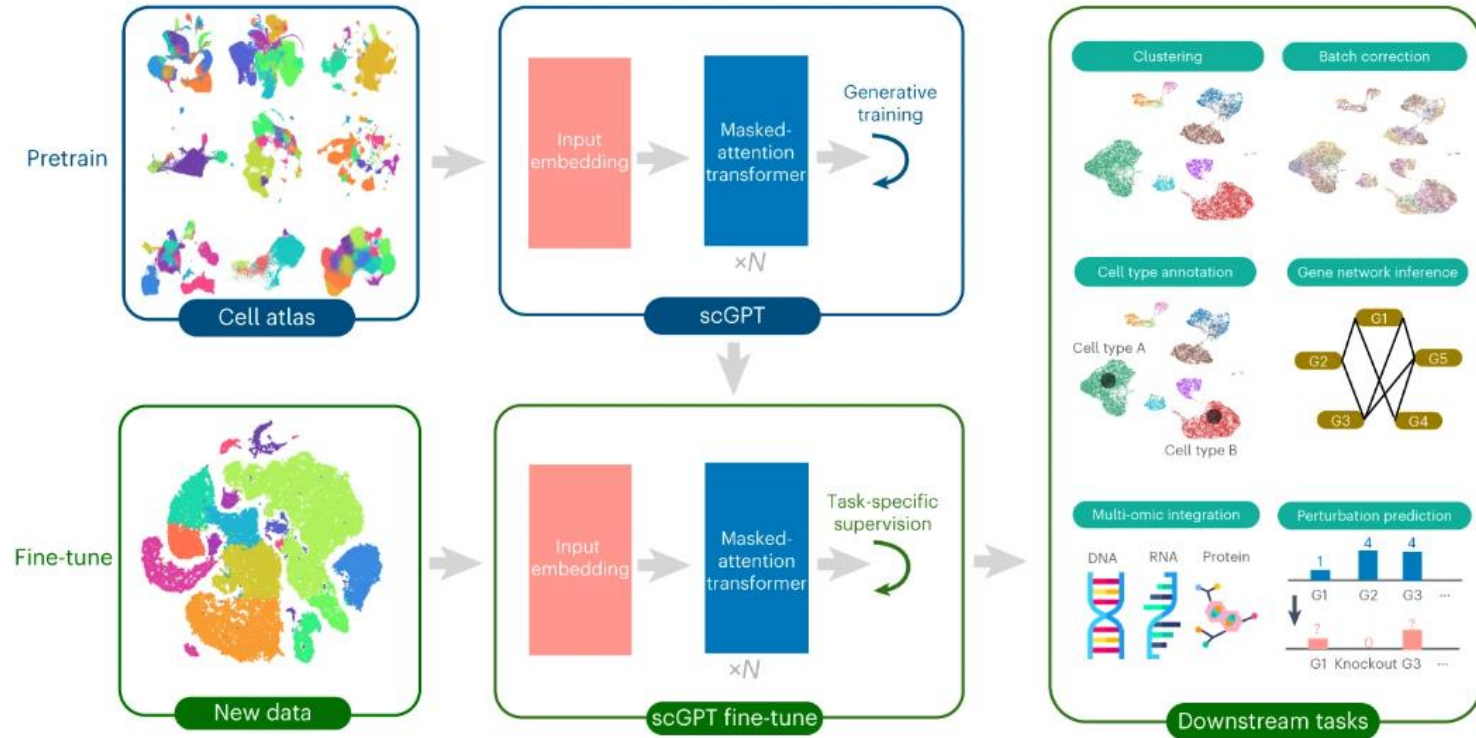 Pretrain
Cell atlas
Input
embedding
Masked-
attention
transformer
×N
Generative
training
scGPT
Fine-tune
New data
Input
embedding
Masked-
attention
transformer
×N
Task-specific
supervision
scGPT fine-tune
Clustering
Batch correction
Cell type annotation
Cell type A
Cell type B
Gene network inference
G1
G2
G5
G3
G4
Multi-omic integration
DNA RNA Protein
Perturbation prediction
1 4 4
G1 G2 G3 ...
? 0 ?
G1 Knockout G3 ...
Downstream tasks